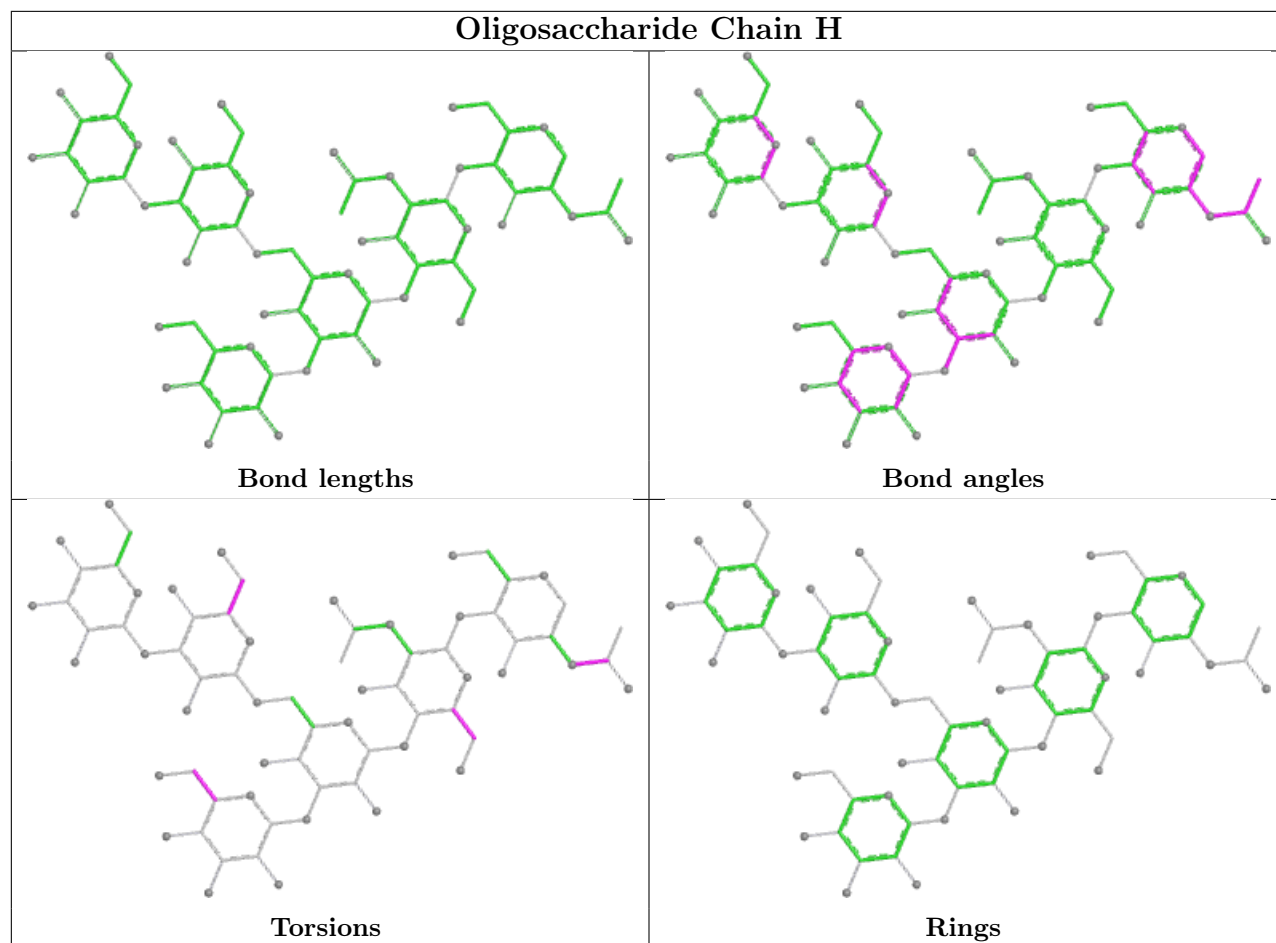 Oligosaccharide Chain H
Bond lengths
Bond angles
Torsions
Rings